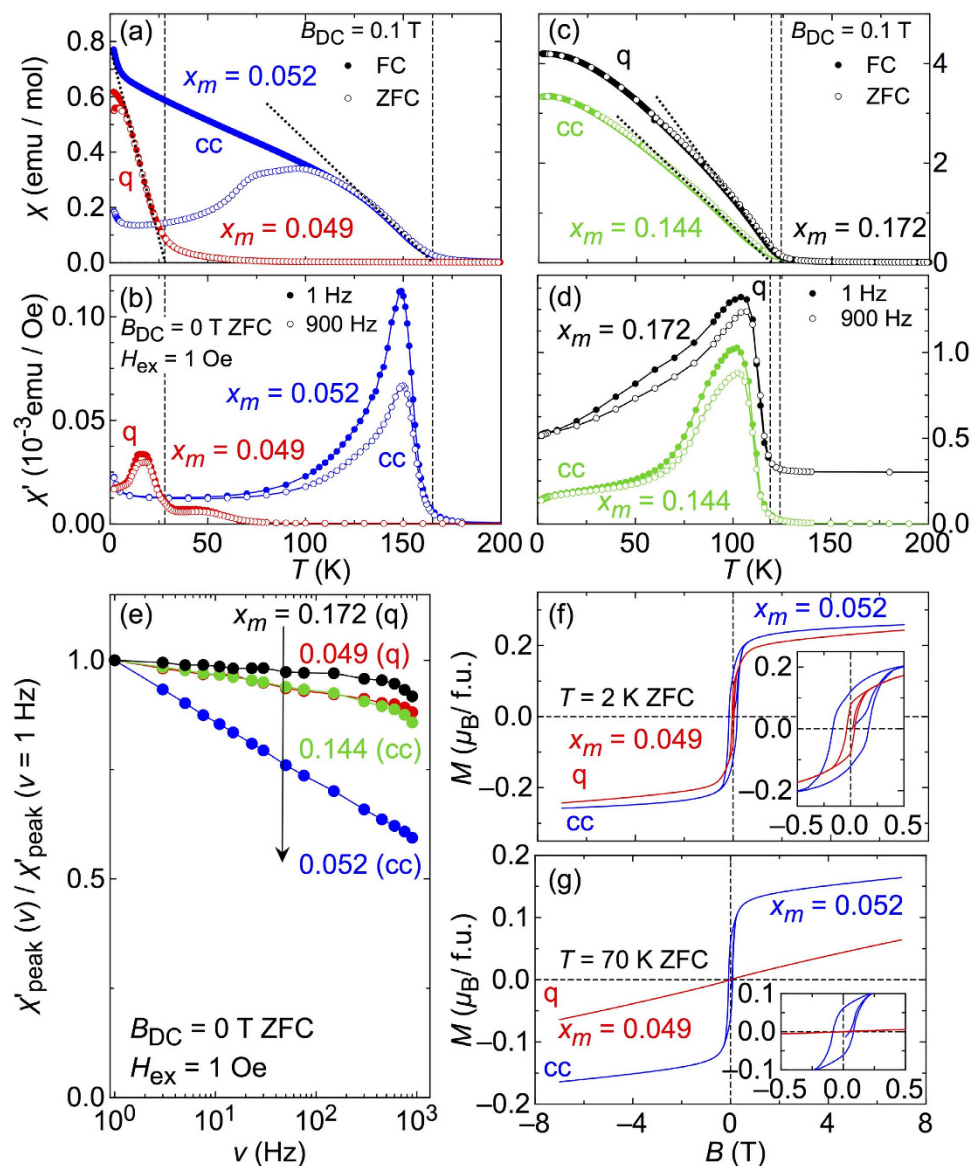 (a)
B_DC = 0.1 T
x_m = 0.052
FC
ZFC
cc
q
x_m = 0.049
χ (emu / mol)
0.8
0.6
0.4
0.2
0.0
(c)
B_DC = 0.1 T
q
FC
ZFC
cc
x_m = 0.144
x_m = 0.172
4
2
0
(b)
1 Hz
900 Hz
B_DC = 0 T ZFC
H_ex = 1 Oe
x_m = 0.052
q
x_m = 0.049
cc
χ' (10⁻³emu / Oe)
0.10
0.05
0.00
0 50 100 150 200
T (K)
(d)
q
1 Hz
900 Hz
x_m = 0.172
cc
x_m = 0.144
1.0
0.5
0.0
0 50 100 150 200
T (K)
(e)
x_m = 0.172 (q)
0.049 (q)
0.144 (cc)
0.052 (cc)
B_DC = 0 T ZFC
H_ex = 1 Oe
χ'_peak (ν) / χ'_peak (ν = 1 Hz)
1.0
0.5
0.0
10⁰ 10¹ 10² 10³
ν (Hz)
(f)
x_m = 0.052
T = 2 K ZFC
x_m = 0.049
q
cc
M (μ_B/ f.u.)
0.2
0.0
–0.2
0.2
0.1
0.0
–0.2
–0.5 0.0 0.5
(g)
x_m = 0.052
T = 70 K ZFC
q
x_m = 0.049
cc
M (μ_B/ f.u.)
0.2
0.1
0.0
–0.1
–0.2
0.1
0.0
–0.1
–0.5 0.0 0.5
–8 –4 0 4 8
B (T)